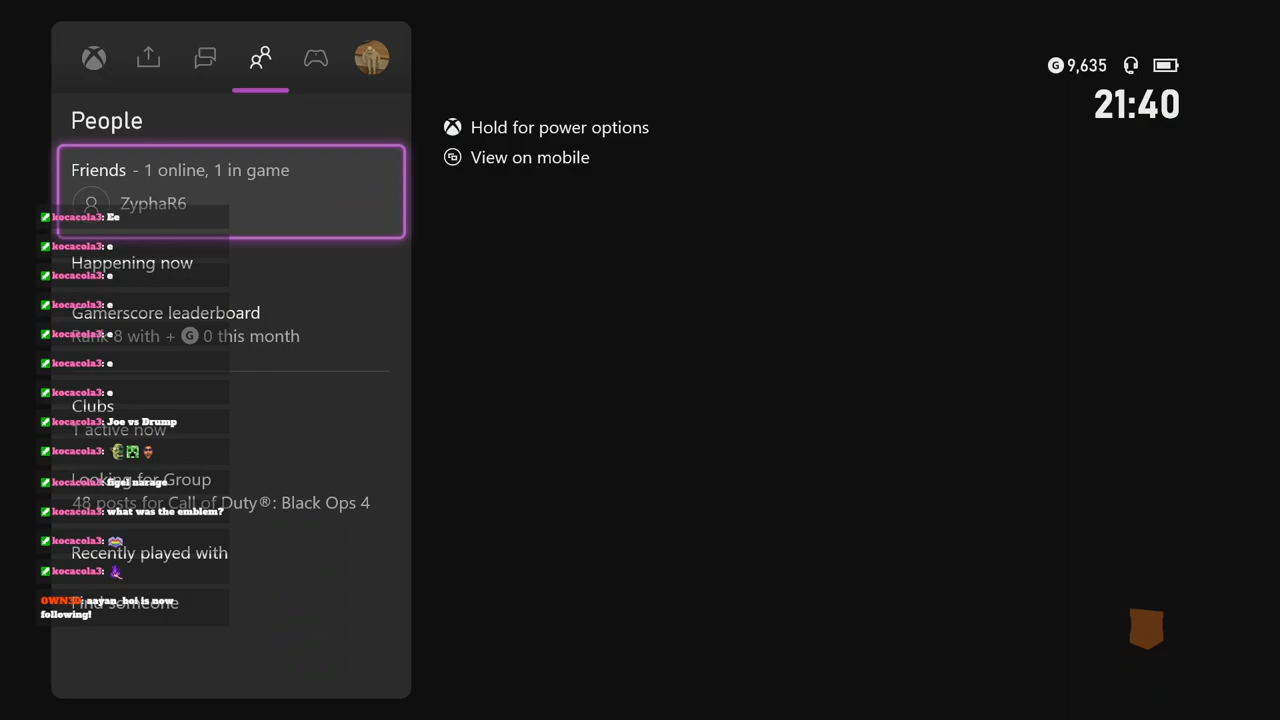 9,635
21:40
People
Hold for power options
View on mobile
Friends - 1 online, 1 in game
ZyphaR6
kocacola3: Ee
kocacola3: e
Happening now
kocacola3: e
kocacola3: e
Gamerscore leaderboard
kocacola3: e
Rank 8 with + G 0 this month
kocacola3: e
kocacola3: e
Clubs
kocacola3: Joe vs Drump
1 active now
kocacola3:
Looking for Group
kocacola3: figel narage
48 posts for Call of Duty®: Black Ops 4
kocacola3: what was the emblem?
kocacola3:
Recently played with
kocacola3:
Find someone
OWN3D: aayan_boi is now
following!